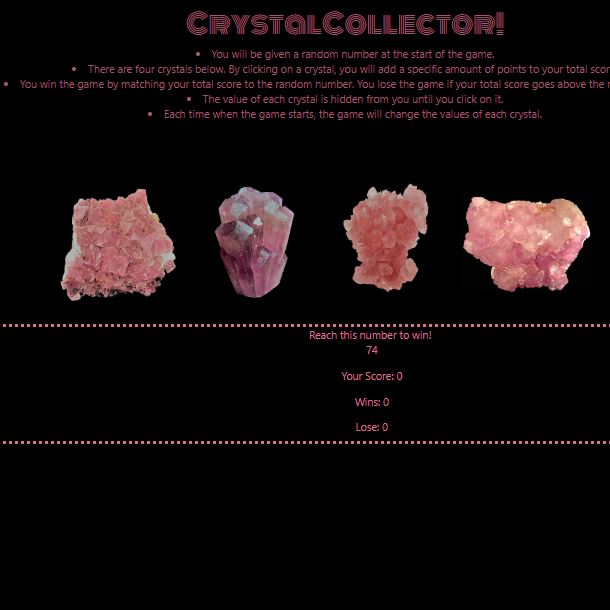 CrystalCollector!
You will be given a random number at the start of the game.
There are four crystals below. By clicking on a crystal, you will add a specific amount of points to your total
You win the game by matching your total score to the random number. You lose the game if your total score goes above the
The value of each crystal is hidden from you until you click on it.
Each time when the game starts, the game will change the values of each crystal.
Reach this number to win!
74
Your Score: 0
Wins: 0
Lose: 0